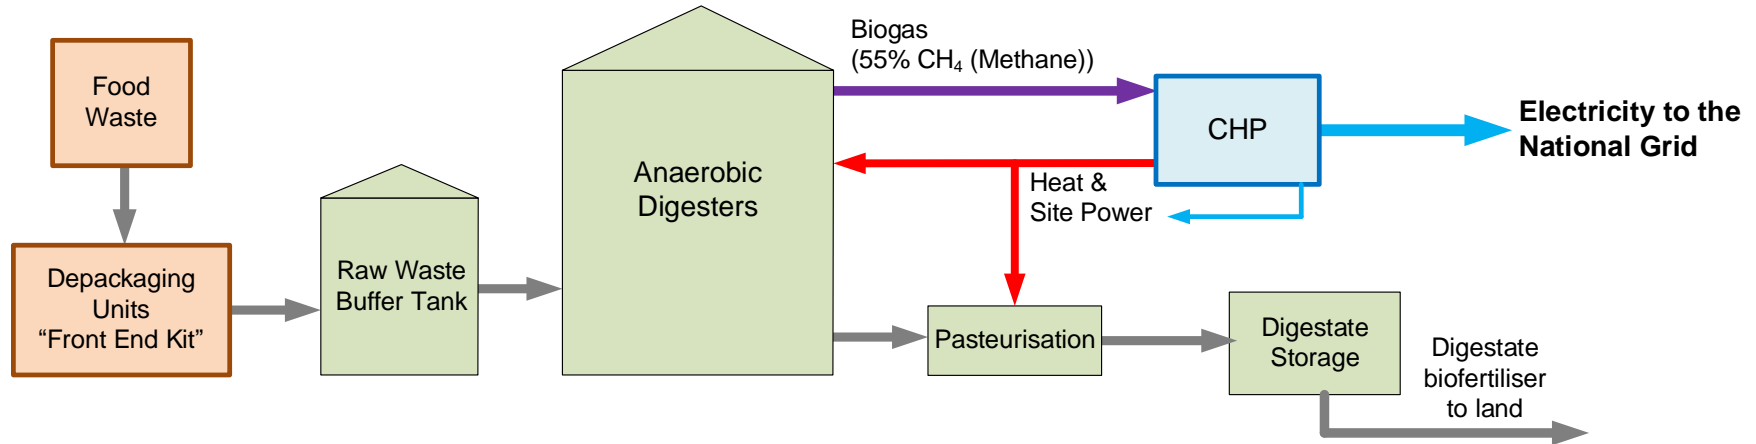 Food
Waste
Depackaging
Units
“Front End Kit”
Raw Waste
Buffer Tank
Anaerobic
Digesters
Biogas
(55% CH₄ (Methane))
CHP
Electricity to the
National Grid
Heat &
Site Power
Pasteurisation
Digestate
Storage
Digestate
biofertiliser
to land